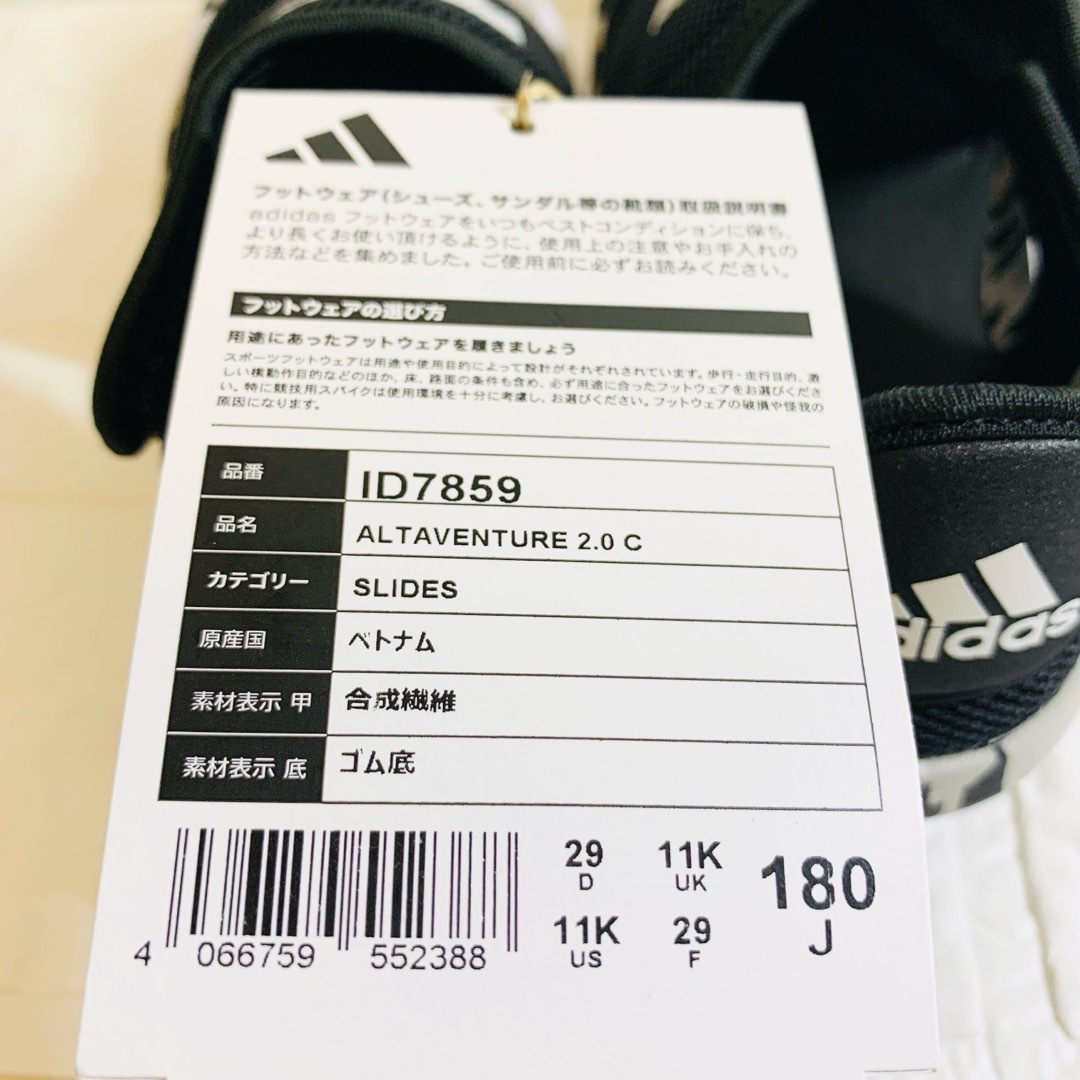 フットウェア(シューズ、サンダル等の靴類)取扱説明書
adidas フットウェアをいつもベストコンディションに保ち、
より長くお使い頂けるように、使用上の注意やお手入れの
方法などを集めました。ご使用前に必ずお読みください。
フットウェアの選び方
用途にあったフットウェアを履きましょう
スポーツフットウェアは用途や使用目的によって設計がそれぞれされています。歩行・走行目的、激
しい横動作目的などのほか、床、路面の条件も含め、必ず用途に合ったフットウェアをお選びくださ
い。特に競技用スパイクは使用環境を十分に考慮し、お選びください。フットウェアの破損や怪我の
原因になります。
品番 ID7859
品名 ALTAVENTURE 2.0 C
カテゴリー SLIDES
原産国 ベトナム
素材表示 甲 合成繊維
素材表示 底 ゴム底
29 11K 180
D UK J
11K 29
US F
4 066759 552388
adidas